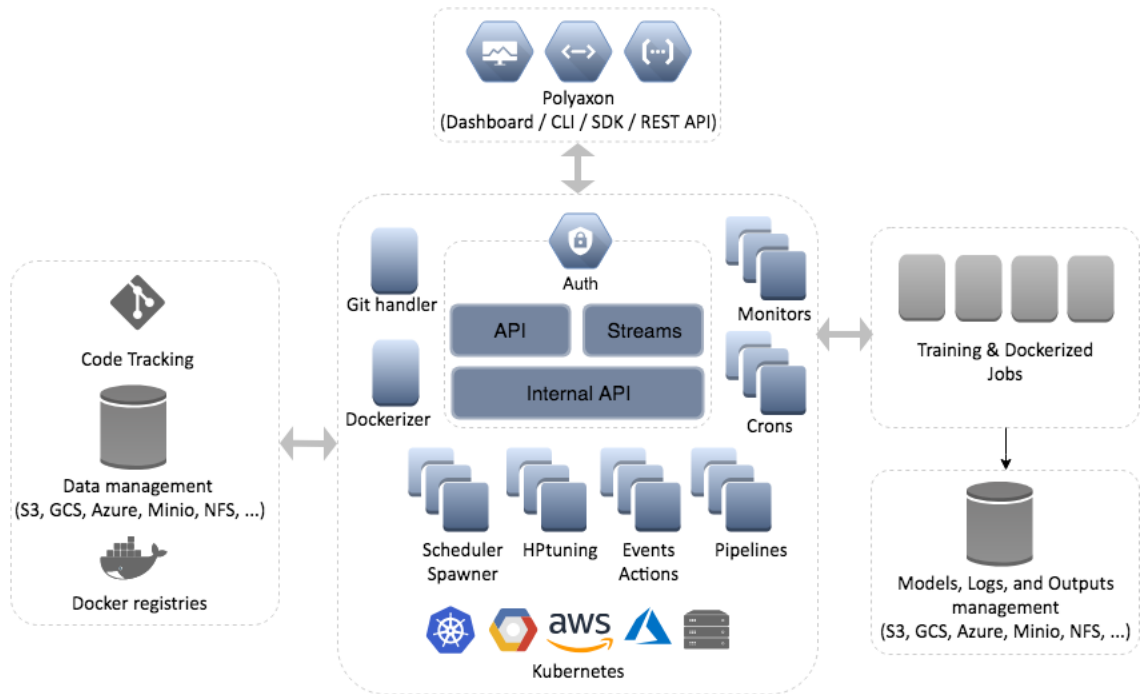 Polyaxon
(Dashboard / CLI / SDK / REST API)
Auth
Git handler
API
Streams
Internal API
Dockerizer
Monitors
Crons
Scheduler
Spawner
HPtuning
Events
Actions
Pipelines
aws
Kubernetes
Code Tracking
Data management
(S3, GCS, Azure, Minio, NFS, ...)
Docker registries
Training & Dockerized
Jobs
Models, Logs, and Outputs
management
(S3, GCS, Azure, Minio, NFS, ...)